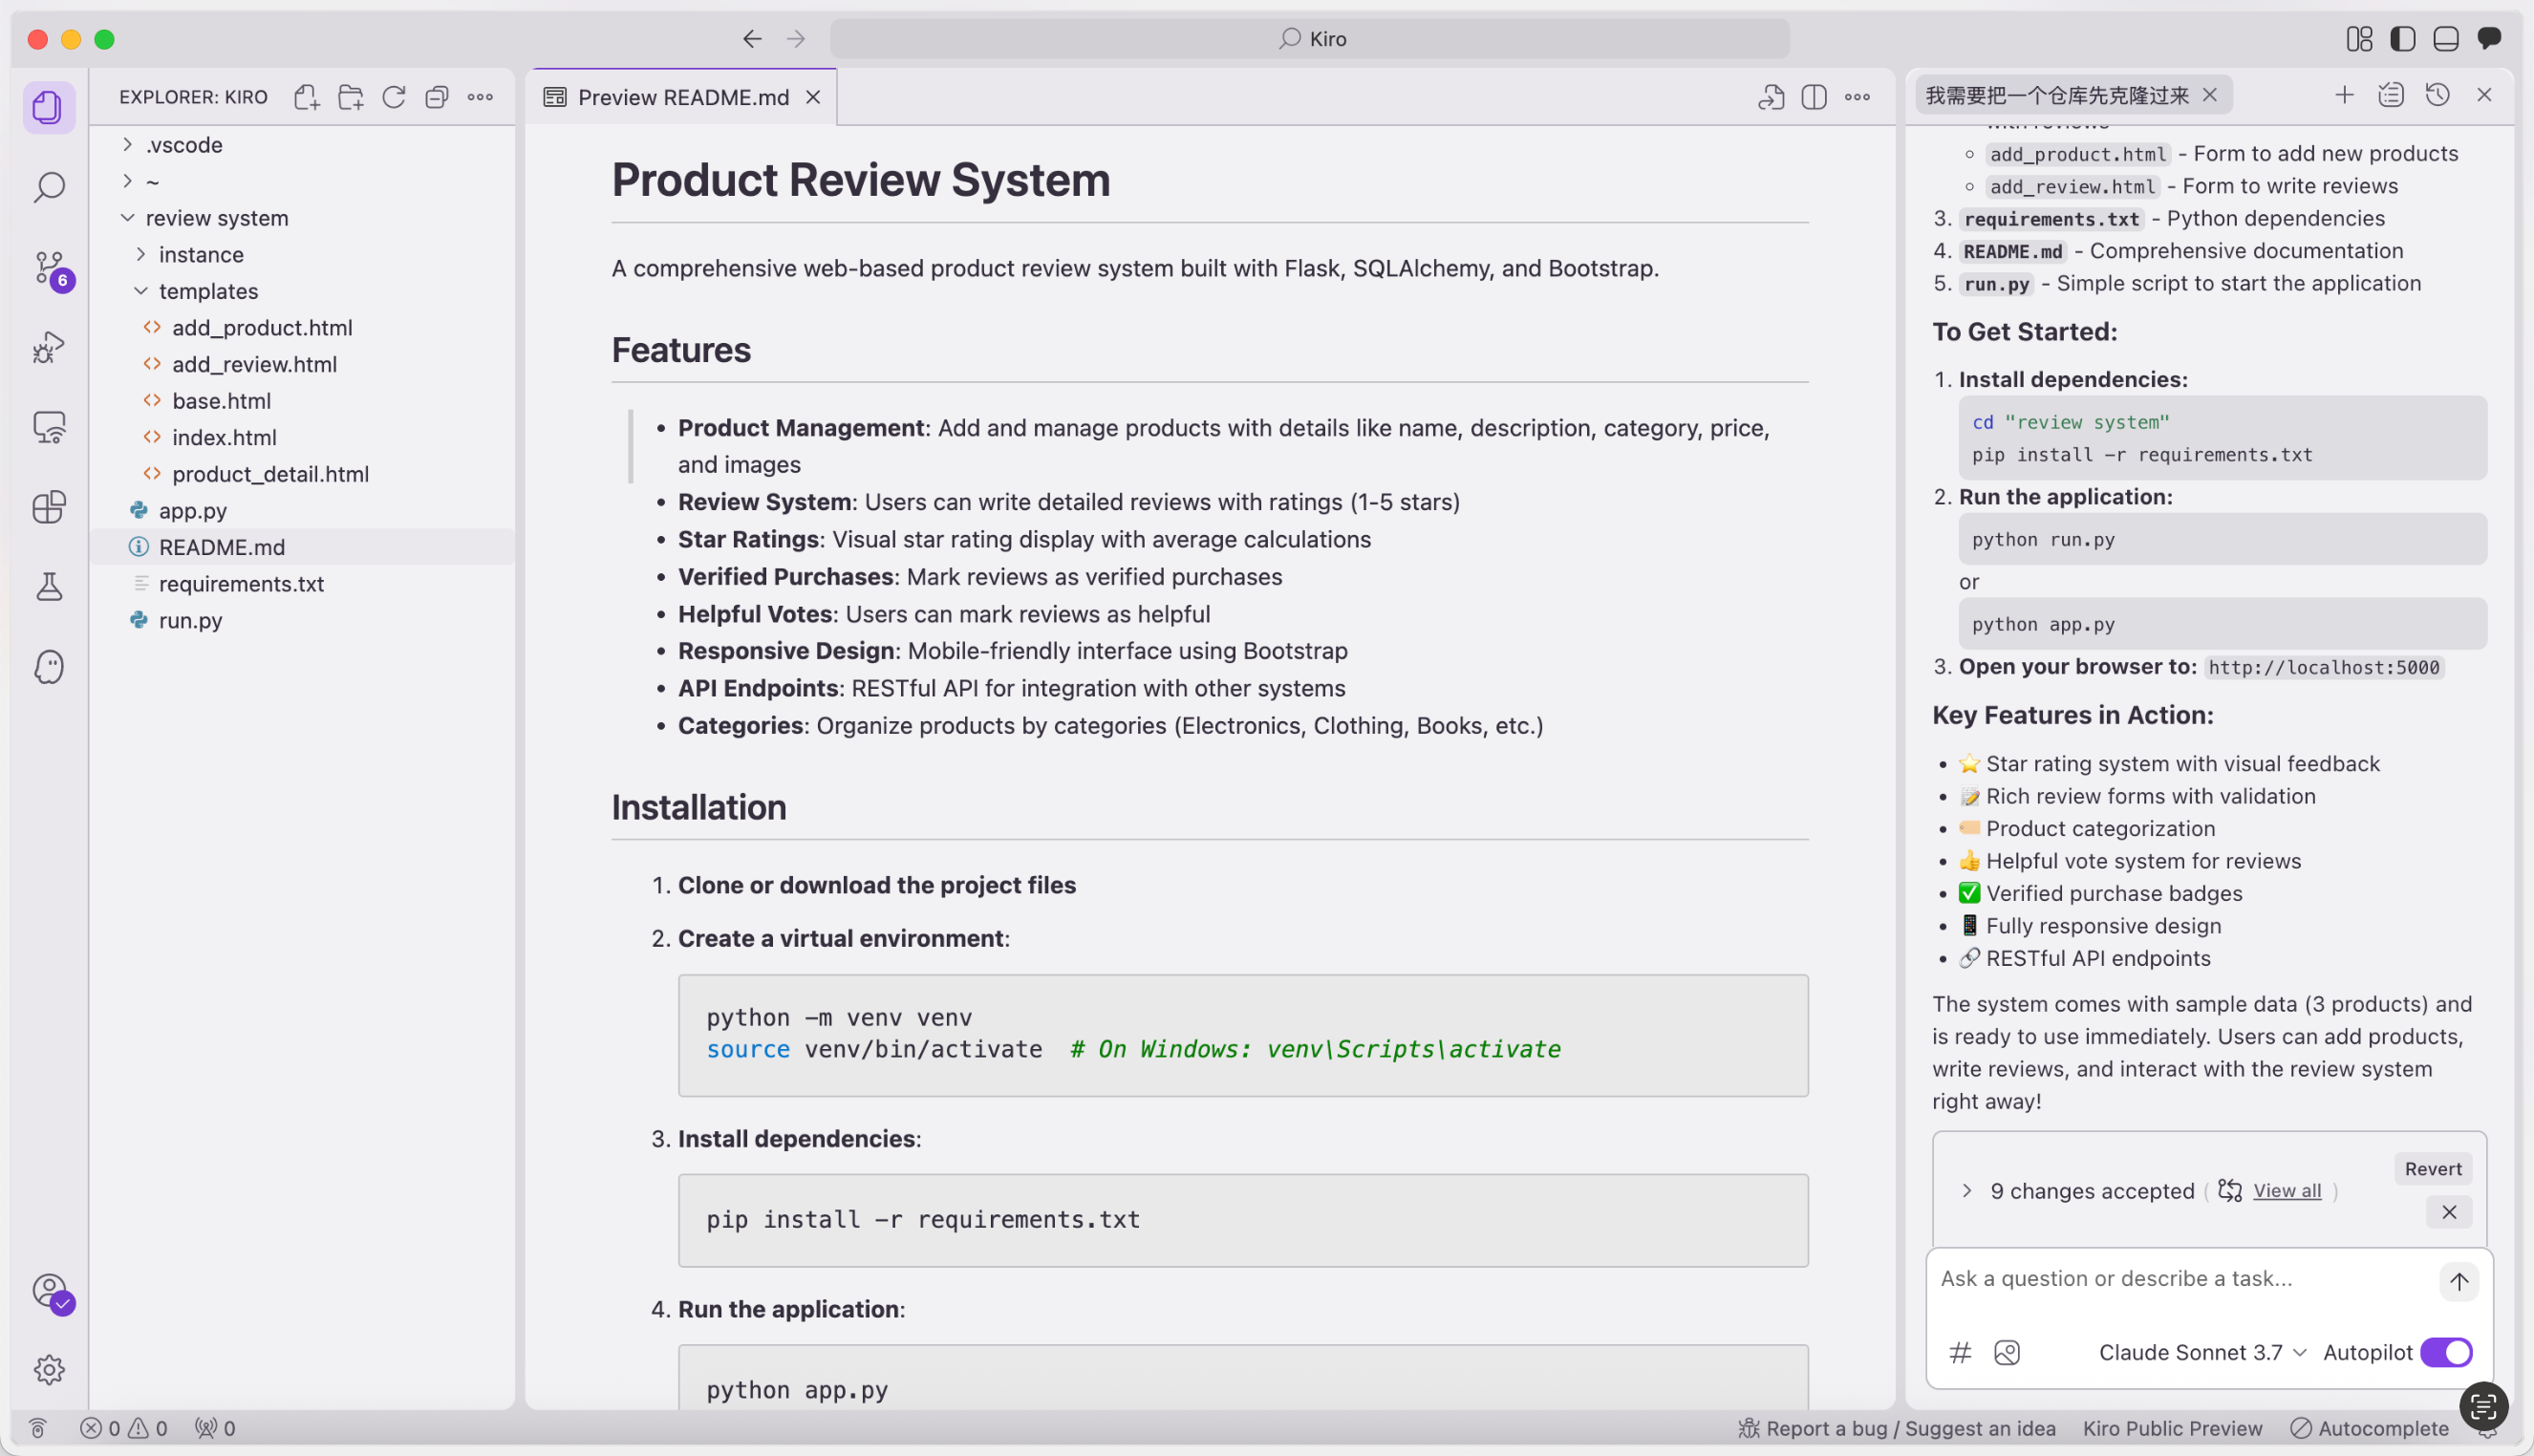 Kiro
EXPLORER: KIRO
.vscode
~
review system
instance
templates
add_product.html
add_review.html
base.html
index.html
product_detail.html
app.py
README.md
requirements.txt
run.py
6
Preview README.md
Product Review System
A comprehensive web-based product review system built with Flask, SQLAlchemy, and Bootstrap.
Features
• Product Management: Add and manage products with details like name, description, category, price,
and images
• Review System: Users can write detailed reviews with ratings (1-5 stars)
• Star Ratings: Visual star rating display with average calculations
• Verified Purchases: Mark reviews as verified purchases
• Helpful Votes: Users can mark reviews as helpful
• Responsive Design: Mobile-friendly interface using Bootstrap
• API Endpoints: RESTful API for integration with other systems
• Categories: Organize products by categories (Electronics, Clothing, Books, etc.)
Installation
1. Clone or download the project files
2. Create a virtual environment:
python -m venv venv
source venv/bin/activate # On Windows: venv\Scripts\activate
3. Install dependencies:
pip install -r requirements.txt
4. Run the application:
python app.py
我需要把一个仓库先克隆过来
with reviews
add_product.html - Form to add new products
add_review.html - Form to write reviews
3. requirements.txt - Python dependencies
4. README.md - Comprehensive documentation
5. run.py - Simple script to start the application
To Get Started:
1. Install dependencies:
cd "review system"
pip install -r requirements.txt
2. Run the application:
python run.py
or
python app.py
3. Open your browser to: http://localhost:5000
Key Features in Action:
• ⭐ Star rating system with visual feedback
• 📝 Rich review forms with validation
• 🏷️ Product categorization
• 👍 Helpful vote system for reviews
• ✅ Verified purchase badges
• 📱 Fully responsive design
• 🔗 RESTful API endpoints
The system comes with sample data (3 products) and
is ready to use immediately. Users can add products,
write reviews, and interact with the review system
right away!
Revert
9 changes accepted ( View all )
Ask a question or describe a task...
# Claude Sonnet 3.7 Autopilot
0 0 0
Report a bug / Suggest an idea Kiro Public Preview Autocomplete